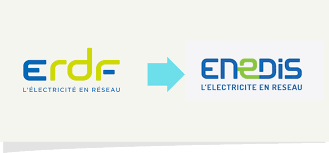 eRDF
L'ÉLECTRICITÉ EN RÉSEAU
ENEDIS
L'ELECTRICITE EN RESEAU